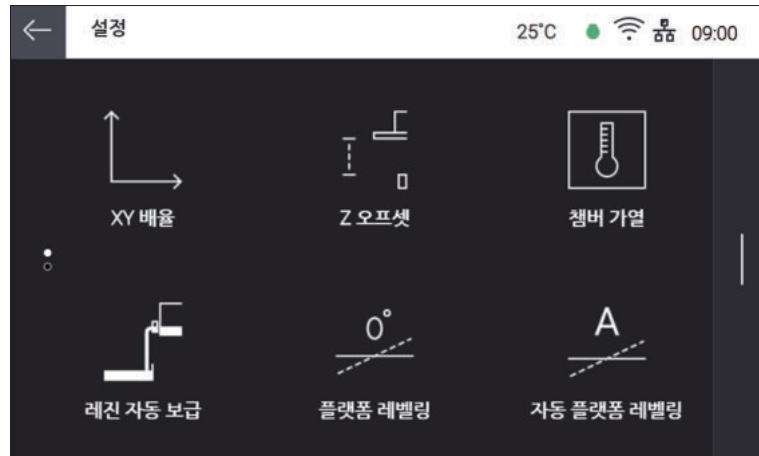 설정
25°C
09:00
XY 배율
Z 오프셋
챔버 가열
레진 자동 보급
0°
플랫폼 레벨링
A
자동 플랫폼 레벨링